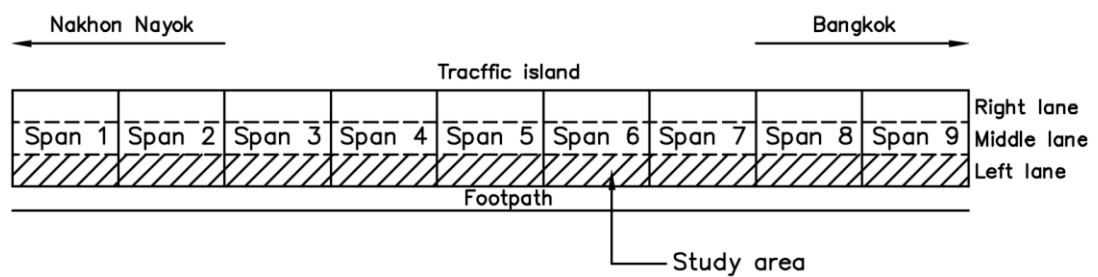 Nakhon Nayok
Bangkok
Tracffic island
Right lane
Span 1 Span 2 Span 3 Span 4 Span 5 Span 6 Span 7 Span 8 Span 9
Middle lane
Left lane
Footpath
Study area